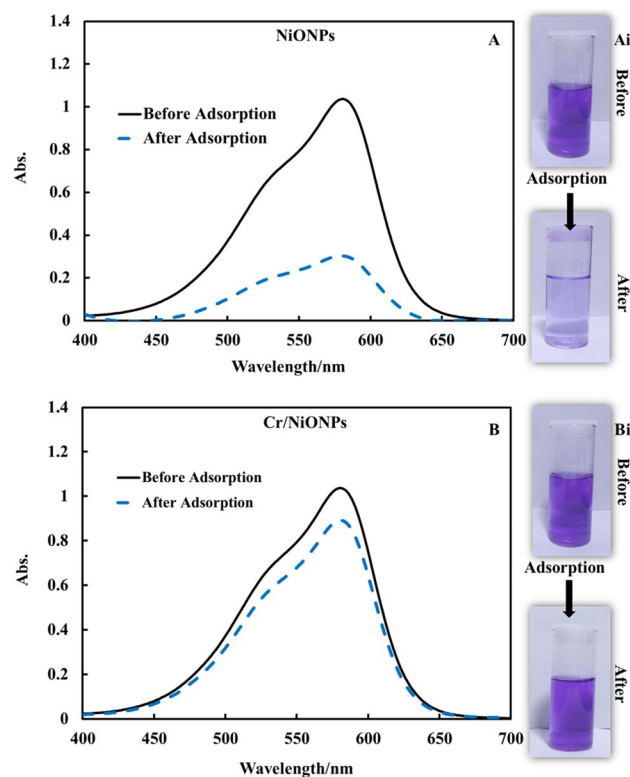 NiONPs
A
Before Adsorption
After Adsorption
Abs.
1.4
1.2
1
0.8
0.6
0.4
0.2
0
400 450 500 550 600 650 700
Wavelength/nm
Ai
Before
Adsorption
After
Cr/NiONPs
B
Before Adsorption
After Adsorption
Abs.
1.4
1.2
1
0.8
0.6
0.4
0.2
0
400 450 500 550 600 650 700
Wavelength/nm
Bi
Before
Adsorption
After